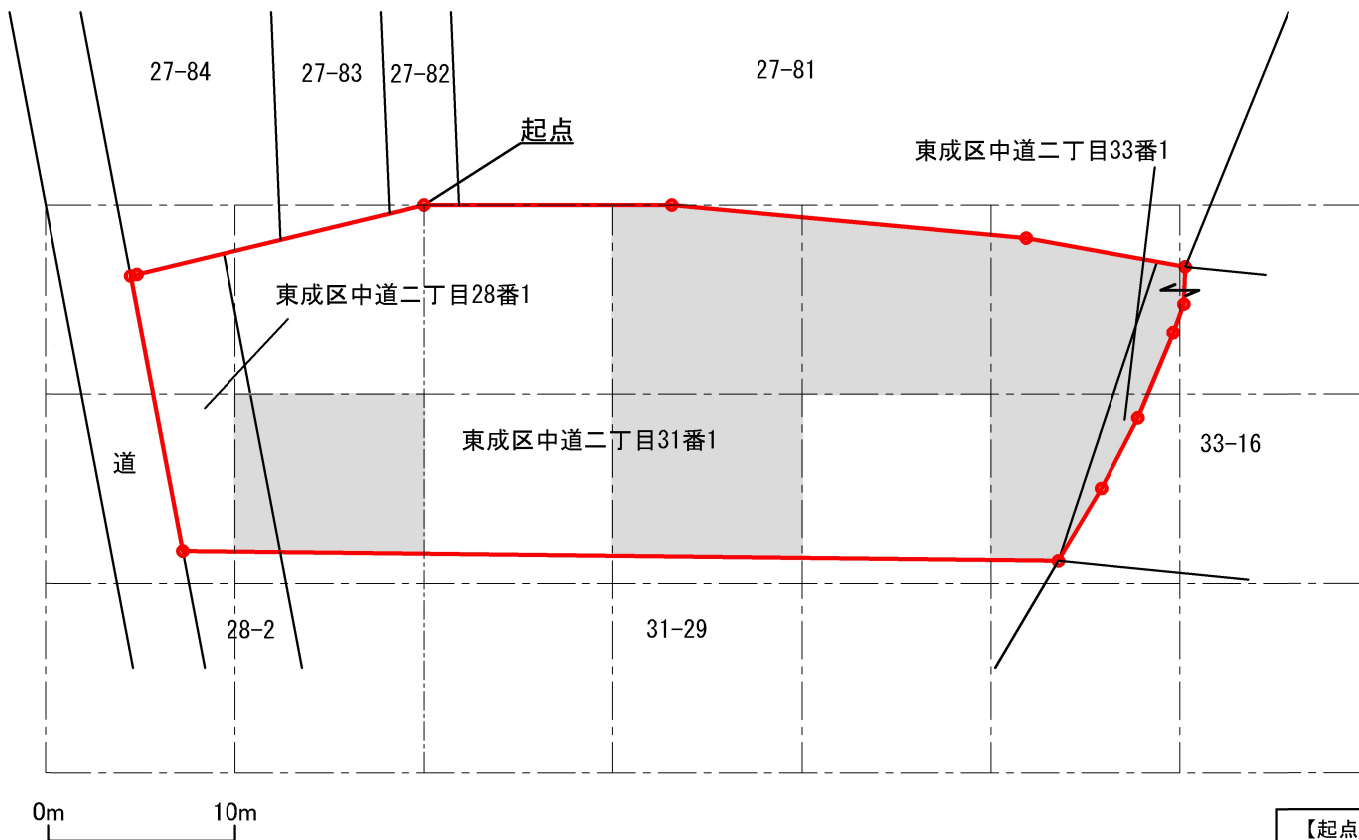 27-84
27-83
27-82
27-81
起点
東成区中道二丁目33番1
東成区中道二丁目28番1
東成区中道二丁目31番1
道
33-16
28-2
31-29
0m
10m
【起点